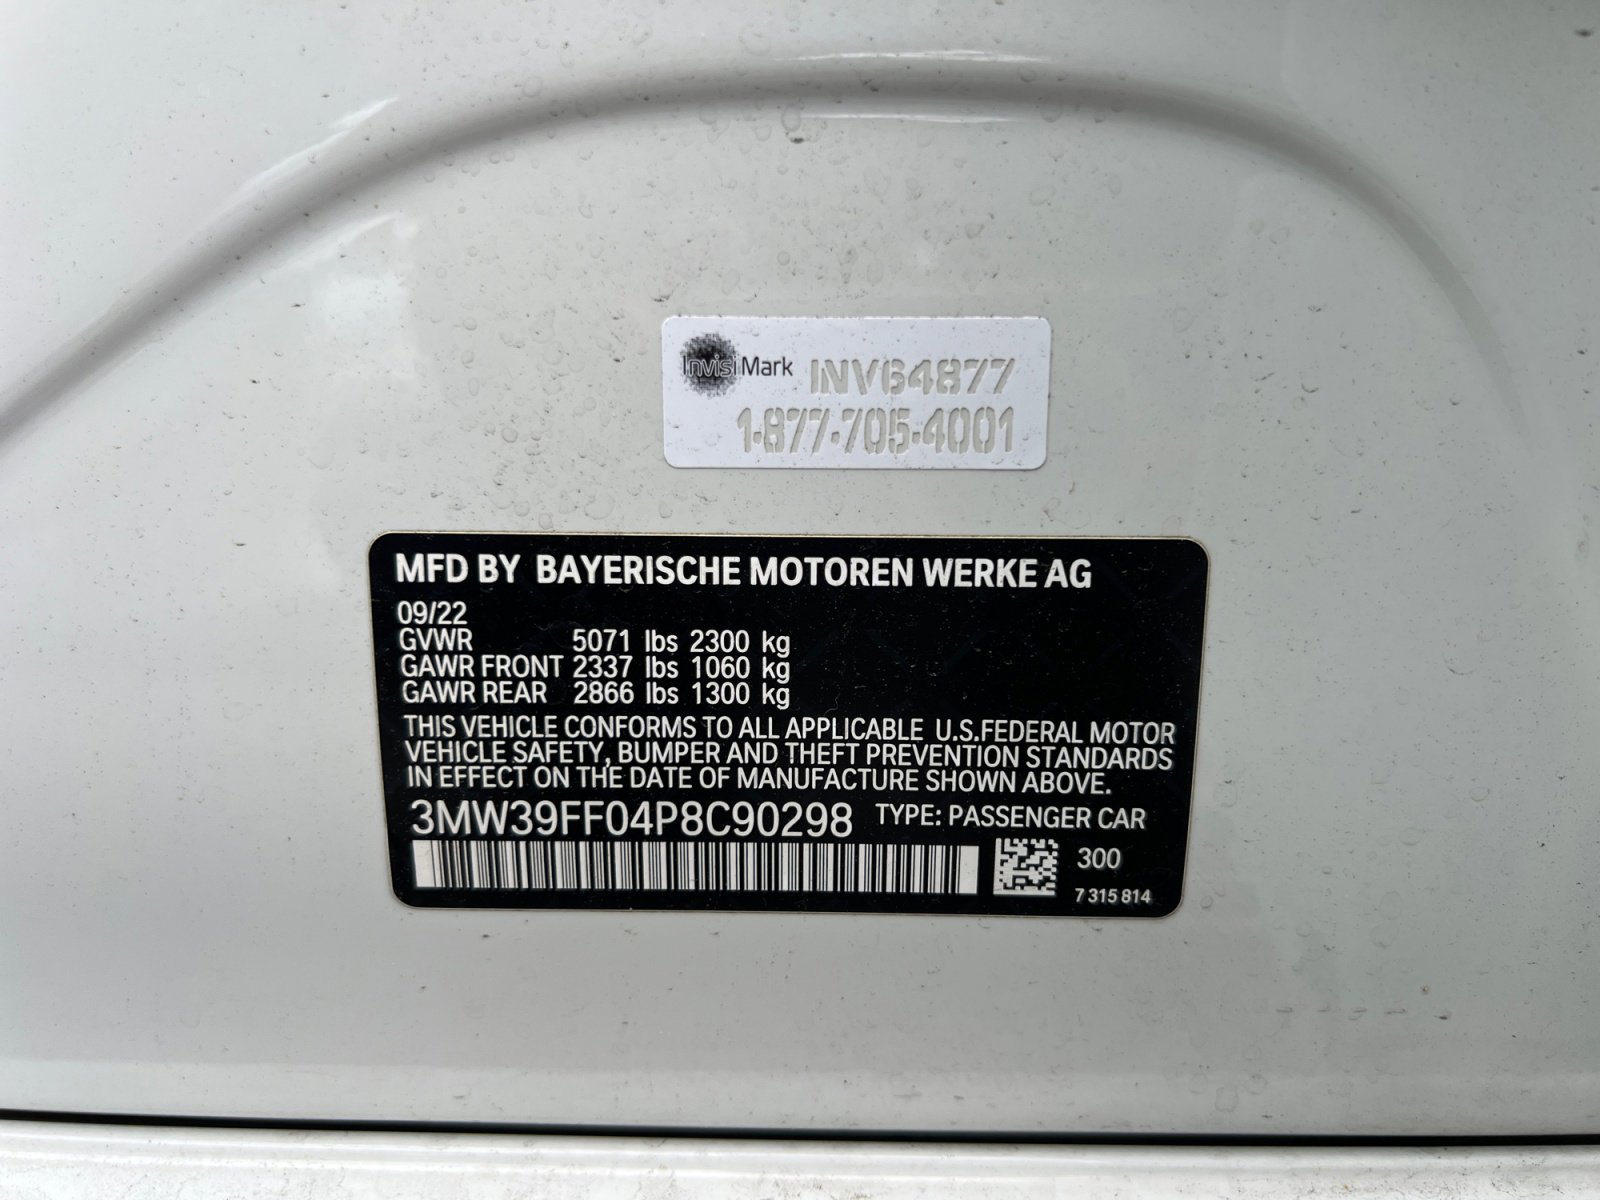 InvisiMark INV64877
1-877-705-4001
MFD BY BAYERISCHE MOTOREN WERKE AG
09/22
GVWR 5071 lbs 2300 kg
GAWR FRONT 2337 lbs 1060 kg
GAWR REAR 2866 lbs 1300 kg
THIS VEHICLE CONFORMS TO ALL APPLICABLE U.S.FEDERAL MOTOR
VEHICLE SAFETY, BUMPER AND THEFT PREVENTION STANDARDS
IN EFFECT ON THE DATE OF MANUFACTURE SHOWN ABOVE.
3MW39FF04P8C90298 TYPE: PASSENGER CAR
300
7 315 814